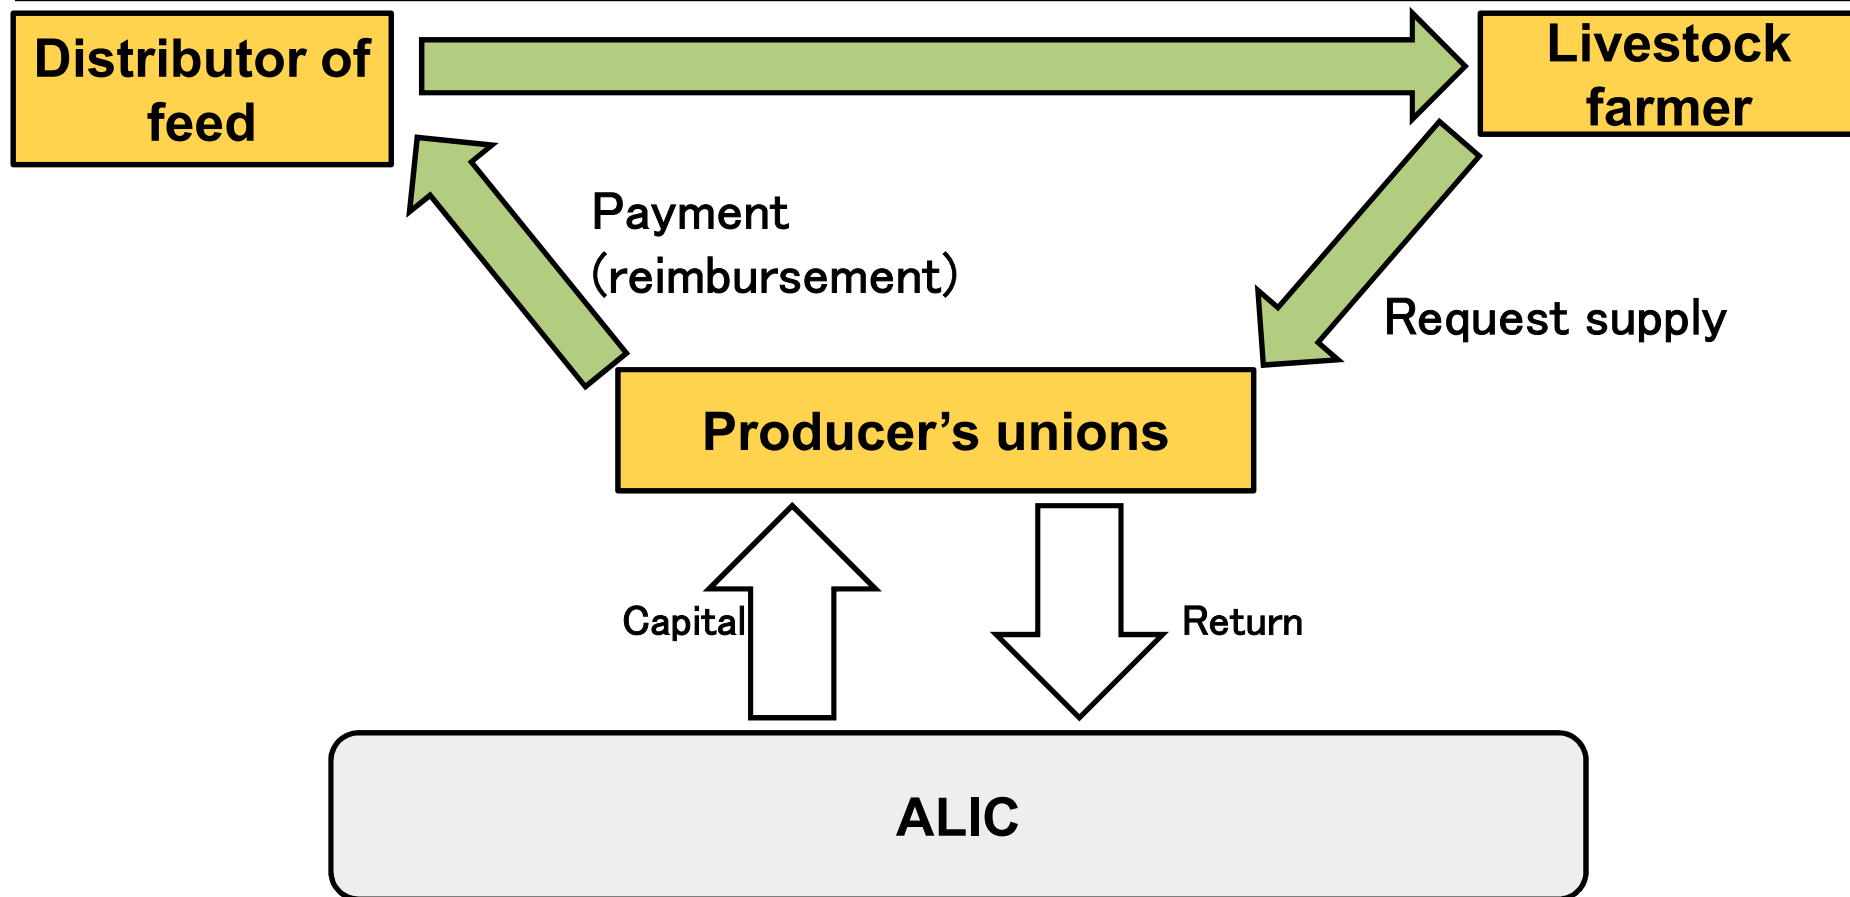 Distributor of
feed
Livestock
farmer
Payment
(reimbursement)
Request supply
Producer’s unions
Capital
Return
ALIC